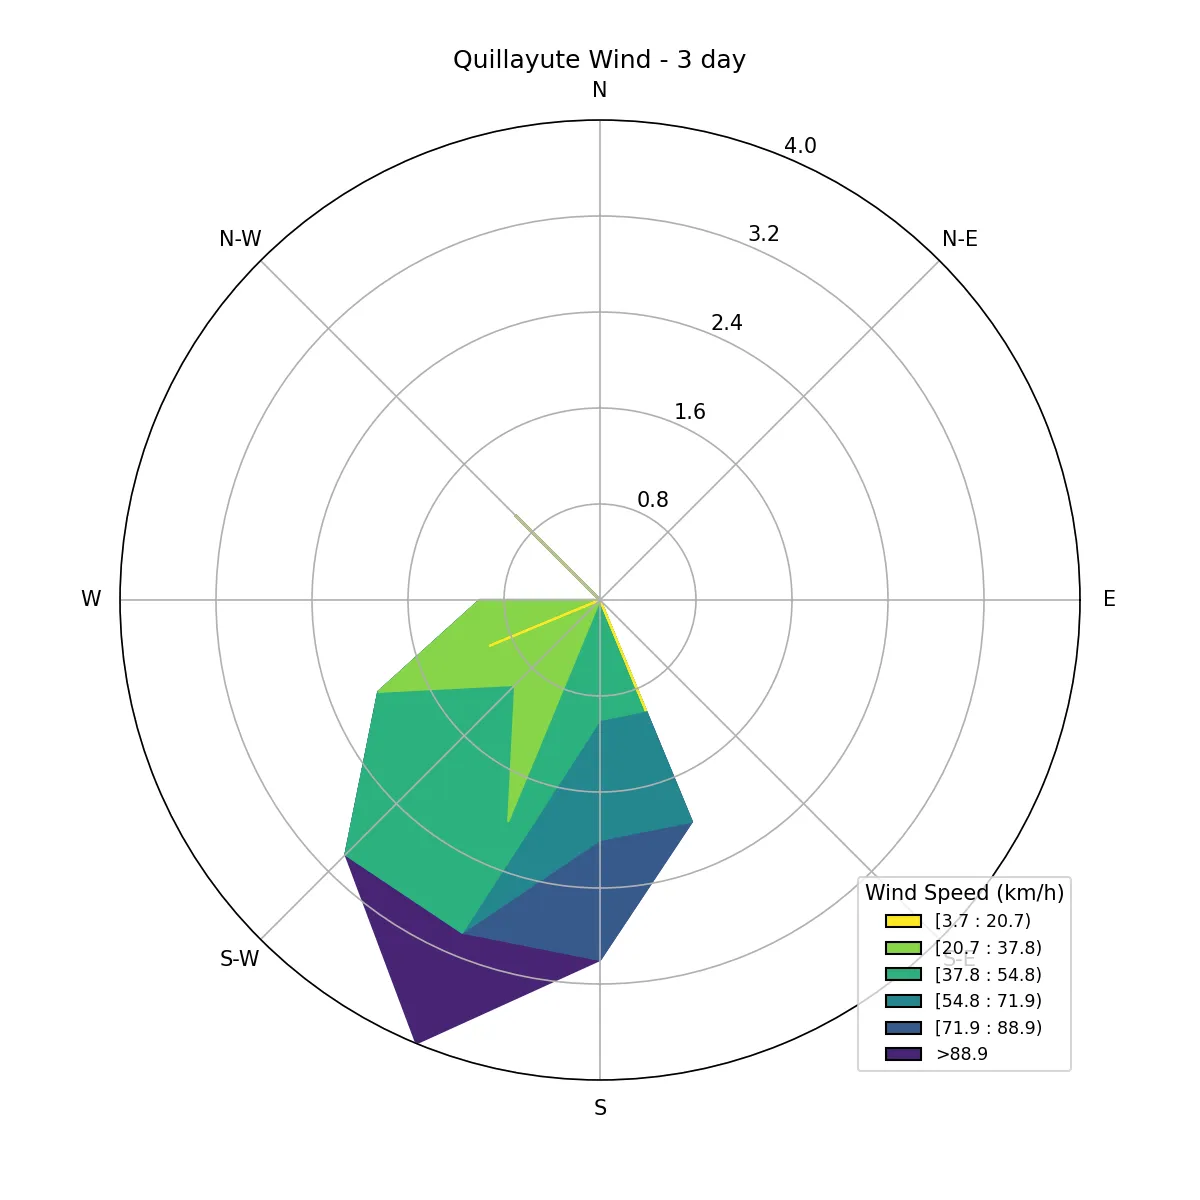 Quillayute Wind - 3 day
N
4.0
N-W
3.2
N-E
2.4
1.6
0.8
W
E
Wind Speed (km/h)
[3.7 : 20.7)
[20.7 : 37.8)
S-W
S-E
[37.8 : 54.8)
[54.8 : 71.9)
[71.9 : 88.9)
>88.9
S